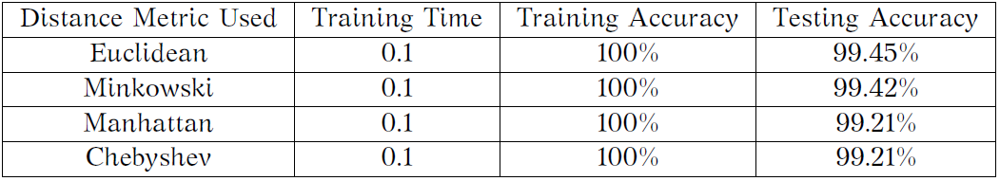 Distance Metric Used Training Time Training Accuracy Testing Accuracy
Euclidean 0.1 100% 99.45%
Minkowski 0.1 100% 99.42%
Manhattan 0.1 100% 99.21%
Chebyshev 0.1 100% 99.21%